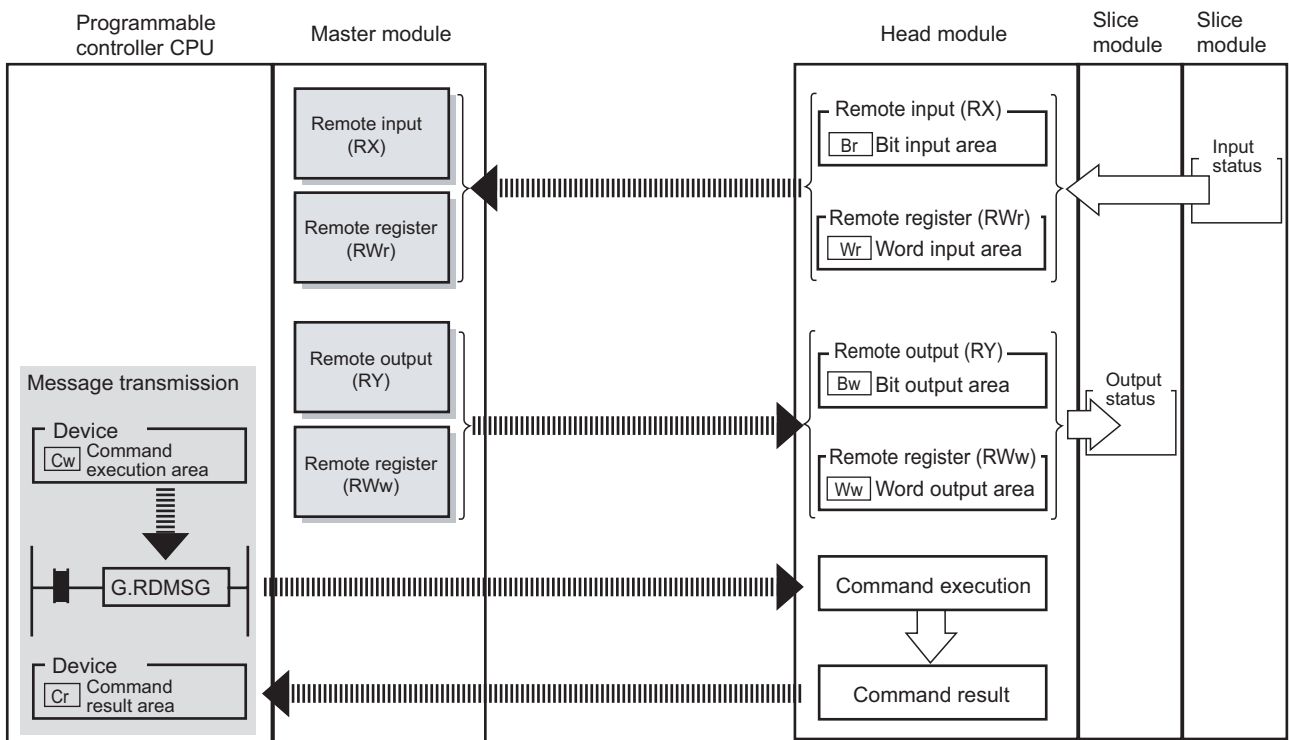 Programmable
controller CPU
Master module
Head module
Slice
module
Slice
module
Remote input
(RX)
Remote register
(RWr)
Remote input (RX)
Br Bit input area
Remote register (RWr)
Wr Word input area
Input
status
Remote output
(RY)
Remote register
(RWw)
Remote output (RY)
Bw Bit output area
Remote register (RWw)
Ww Word output area
Output
status
Message transmission
Device
Cw Command
execution area
G.RDMSG
Command execution
Device
Cr Command
result area
Command result